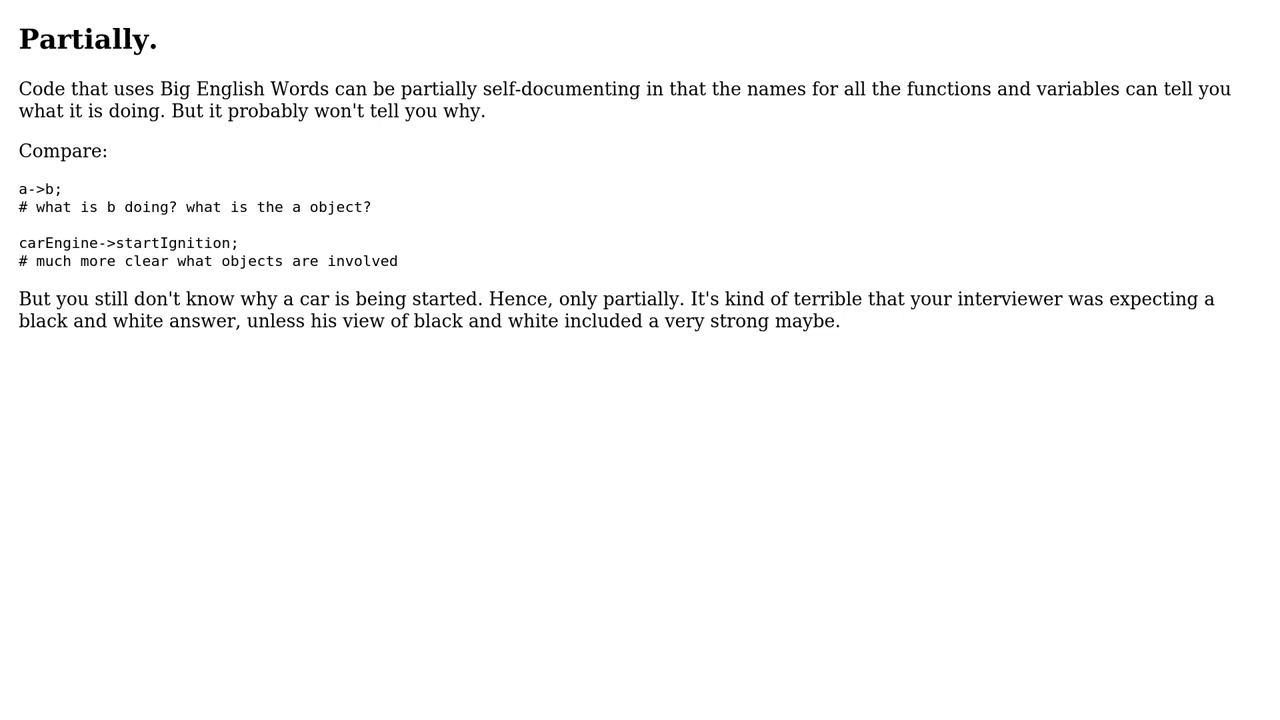 Partially.
Code that uses Big English Words can be partially self-documenting in that the names for all the functions and variables can tell you
what it is doing. But it probably won't tell you why.
Compare:
a->b;
# what is b doing? what is the a object?
carEngine->startIgnition;
# much more clear what objects are involved
But you still don't know why a car is being started. Hence, only partially. It's kind of terrible that your interviewer was expecting a
black and white answer, unless his view of black and white included a very strong maybe.